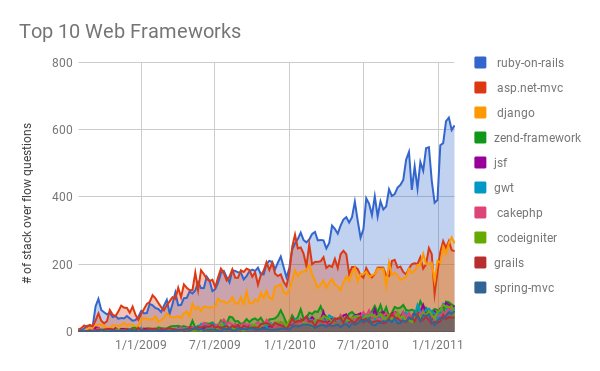 Top 10 Web Frameworks
# of stack over flow questions
800
600
400
200
0
1/1/2009
7/1/2009
1/1/2010
7/1/2010
1/1/2011
ruby-on-rails
asp.net-mvc
django
zend-framework
jsf
gwt
cakephp
codeigniter
grails
spring-mvc